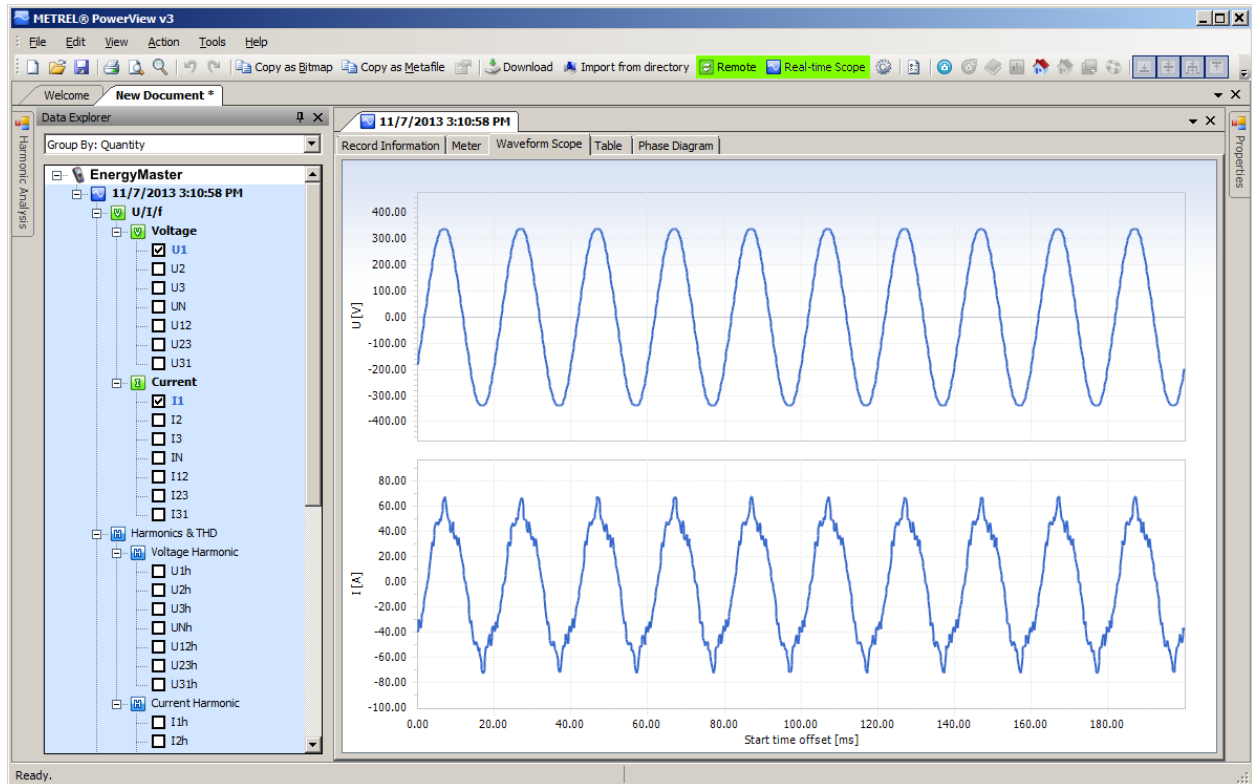 METREL® PowerView v3
File Edit View Action Tools Help
Copy as Bitmap Copy as Metafile Download Import from directory Remote Real-time Scope
Welcome New Document *
Harmonic Analysis
Data Explorer
Group By: Quantity
EnergyMaster
11/7/2013 3:10:58 PM
U/I/f
Voltage
U1
U2
U3
UN
U12
U23
U31
Current
I1
I2
I3
IN
I12
I23
I31
Harmonics & THD
Voltage Harmonic
U1h
U2h
U3h
UNh
U12h
U23h
U31h
Current Harmonic
I1h
I2h
11/7/2013 3:10:58 PM
Record Information Meter Waveform Scope Table Phase Diagram
U [V]
400.00
300.00
200.00
100.00
0.00
-100.00
-200.00
-300.00
-400.00
I [A]
80.00
60.00
40.00
20.00
0.00
-20.00
-40.00
-60.00
-80.00
-100.00
0.00 20.00 40.00 60.00 80.00 100.00 120.00 140.00 160.00 180.00
Start time offset [ms]
Properties
Ready.